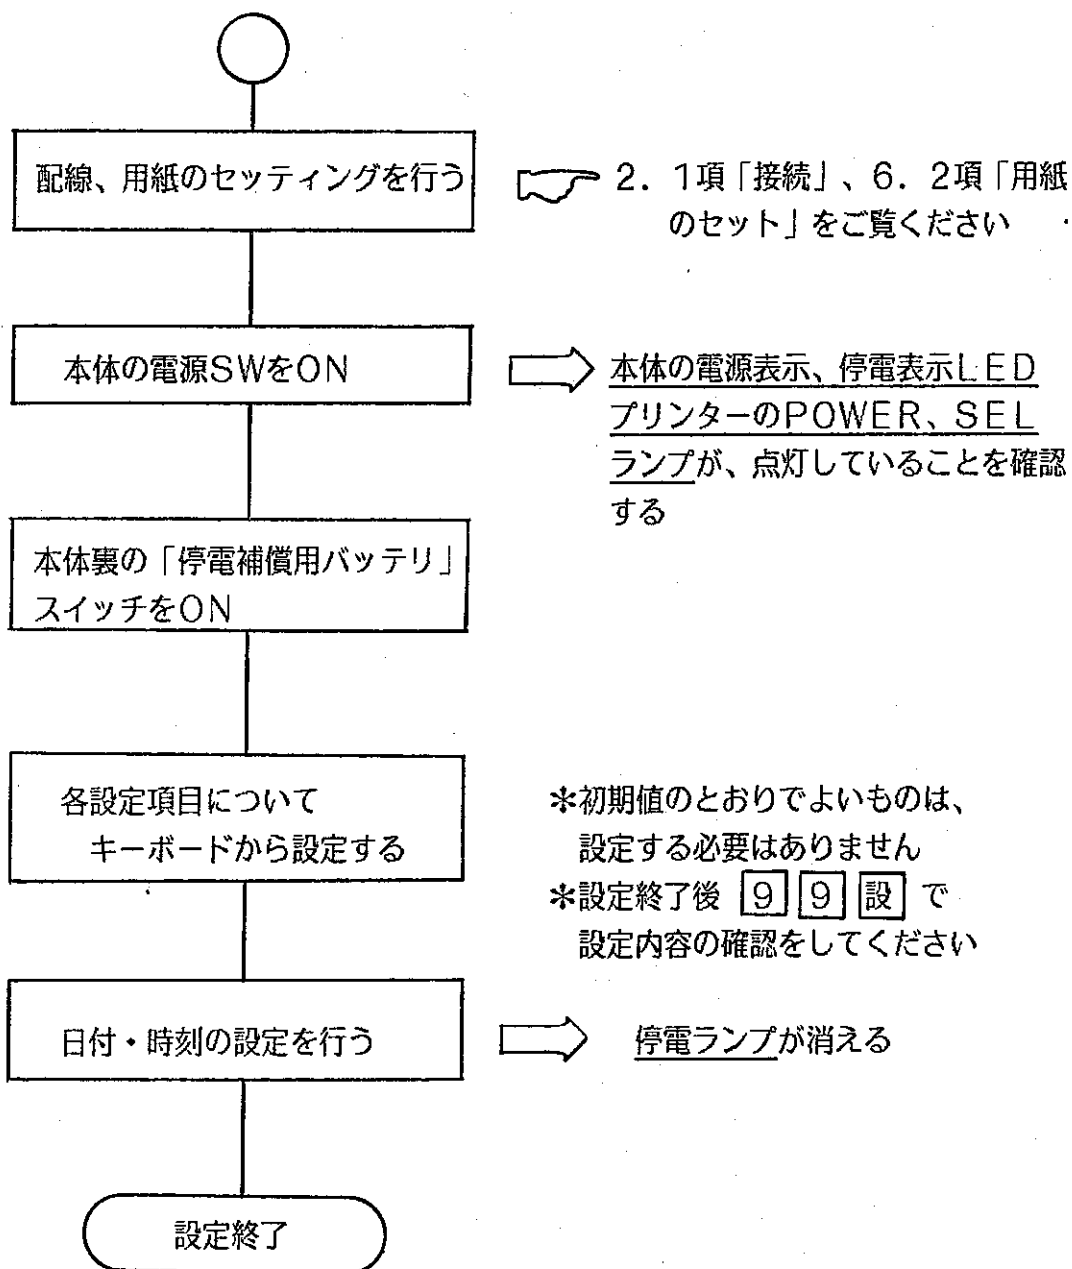 配線、用紙のセッティングを行う
2．1項「接続」、6．2項「用紙
のセット」をご覧ください
本体の電源SWをON
本体の電源表示、停電表示LED
プリンターのPOWER、SEL
ランプが、点灯していることを確認
する
本体裏の「停電補償用バッテリ」
スイッチをON
各設定項目について
キーボードから設定する
＊初期値のとおりでよいものは、
設定する必要はありません
＊設定終了後 9 9 設 で
設定内容の確認をしてください
日付・時刻の設定を行う
停電ランプが消える
設定終了